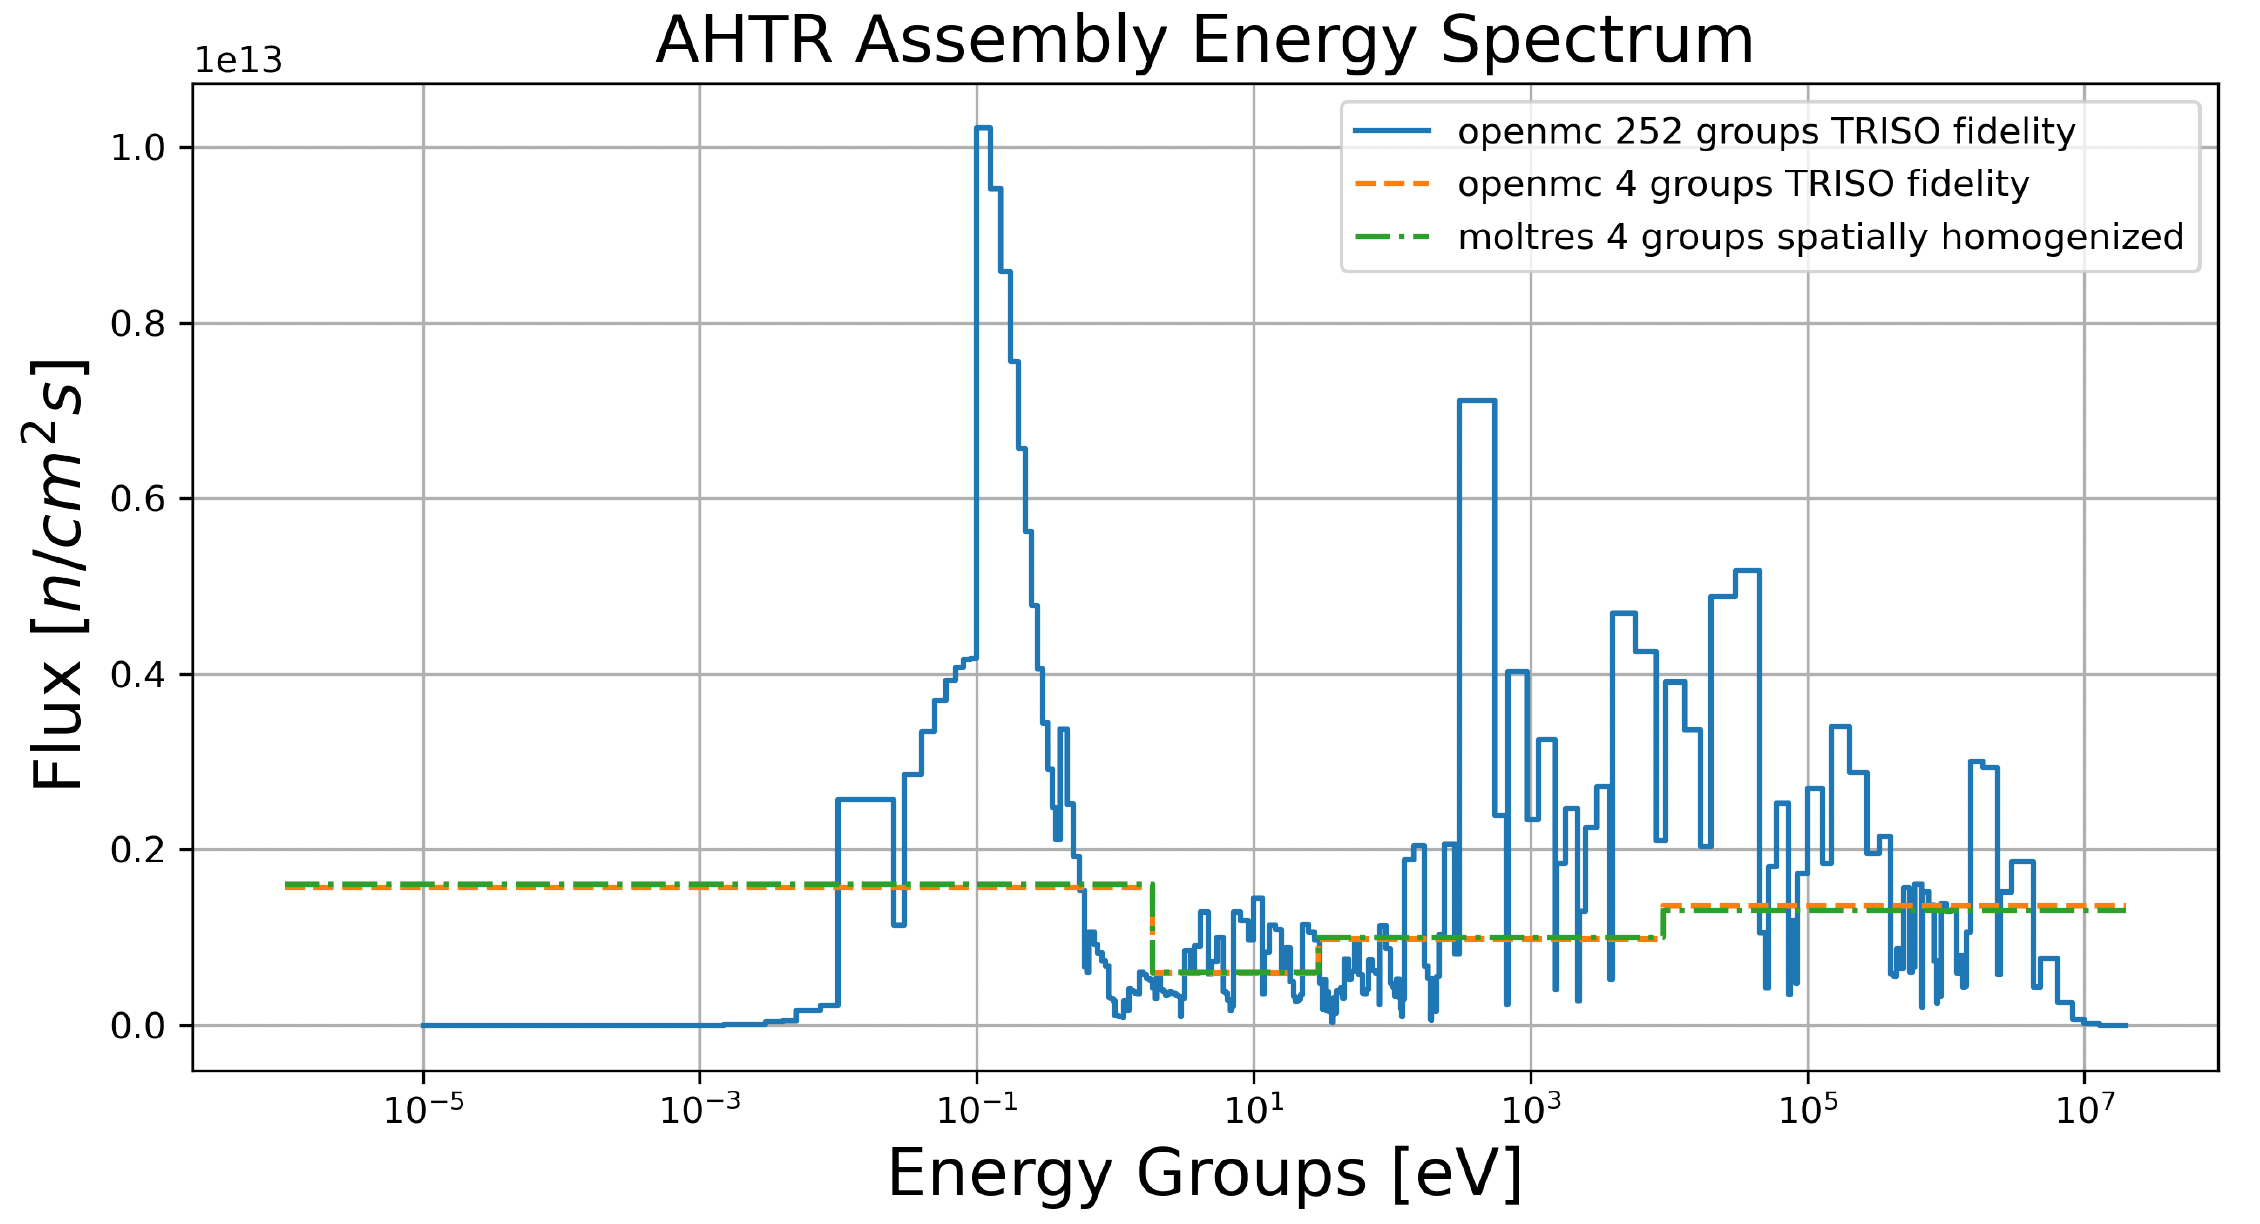 AHTR Assembly Energy Spectrum
1e13
openmc 252 groups TRISO fidelity
openmc 4 groups TRISO fidelity
moltres 4 groups spatially homogenized
Flux [n/cm²s]
1.0
0.8
0.6
0.4
0.2
0.0
10⁻⁵ 10⁻³ 10⁻¹ 10¹ 10³ 10⁵ 10⁷
Energy Groups [eV]